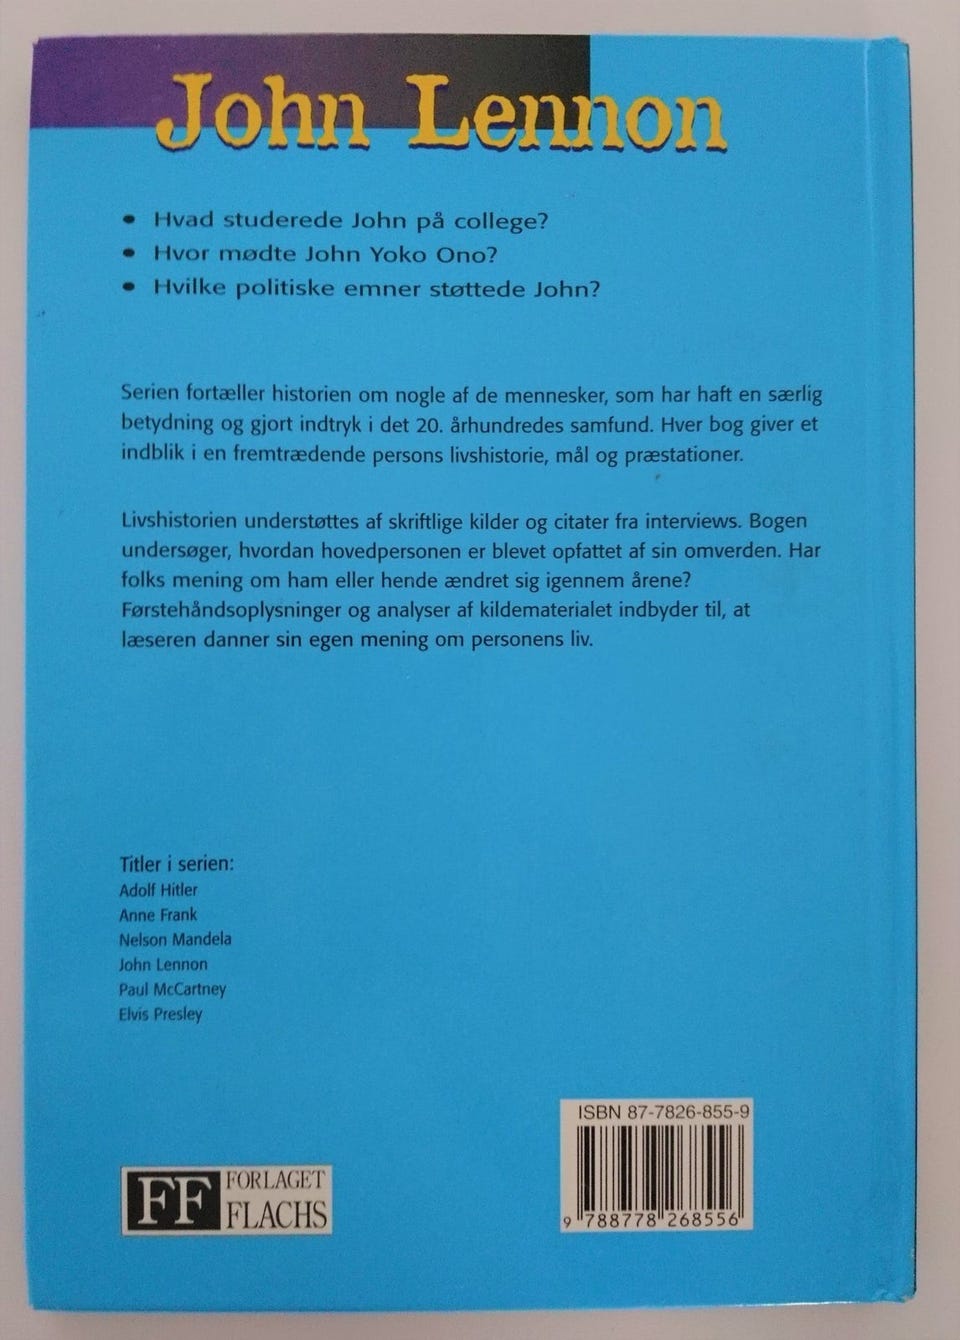 John Lennon
• Hvad studerede John på college?
• Hvor mødte John Yoko Ono?
• Hvilke politiske emner støttede John?
Serien fortæller historien om nogle af de mennesker, som har haft en særlig
betydning og gjort indtryk i det 20. århundredes samfund. Hver bog giver et
indblik i en fremtrædende persons livshistorie, mål og præstationer.
Livshistorien understøttes af skriftlige kilder og citater fra interviews. Bogen
undersøger, hvordan hovedpersonen er blevet opfattet af sin omverden. Har
folks mening om ham eller hende ændret sig igennem årene?
Førstehåndsoplysninger og analyser af kildematerialet indbyder til, at
læseren danner sin egen mening om personens liv.
Titler i serien:
Adolf Hitler
Anne Frank
Nelson Mandela
John Lennon
Paul McCartney
Elvis Presley
FF FORLAGET
FLACHS
ISBN 87-7826-855-9
9 788778 268556